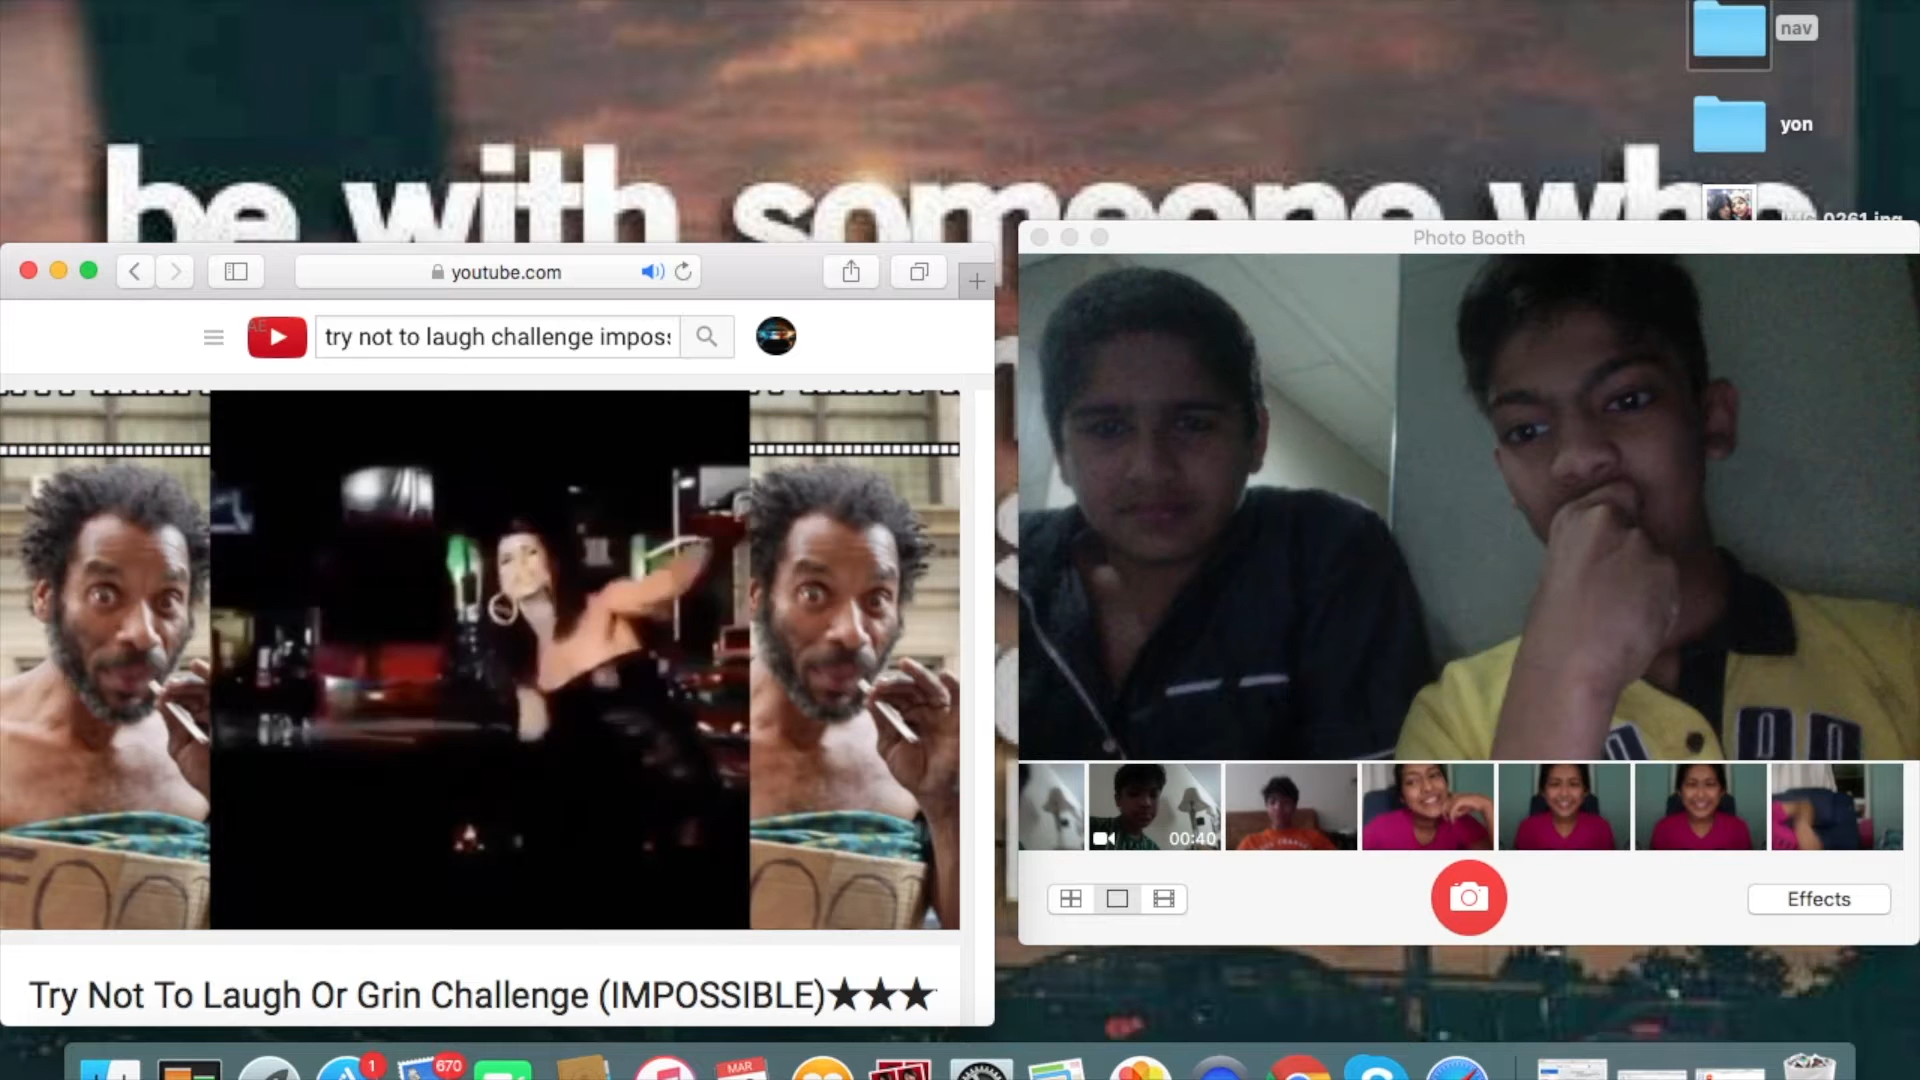 nav
yon
be with someone who
Photo Booth
youtube.com
AE
try not to laugh challenge impos
00:40
Effects
Try Not To Laugh Or Grin Challenge (IMPOSSIBLE)★★★
1
670
MAR